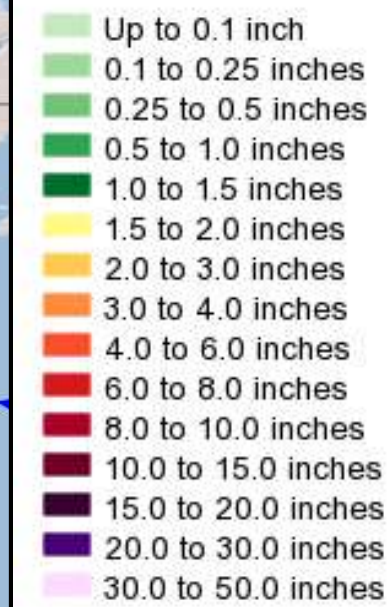 Up to 0.1 inch
0.1 to 0.25 inches
0.25 to 0.5 inches
0.5 to 1.0 inches
1.0 to 1.5 inches
1.5 to 2.0 inches
2.0 to 3.0 inches
3.0 to 4.0 inches
4.0 to 6.0 inches
6.0 to 8.0 inches
8.0 to 10.0 inches
10.0 to 15.0 inches
15.0 to 20.0 inches
20.0 to 30.0 inches
30.0 to 50.0 inches